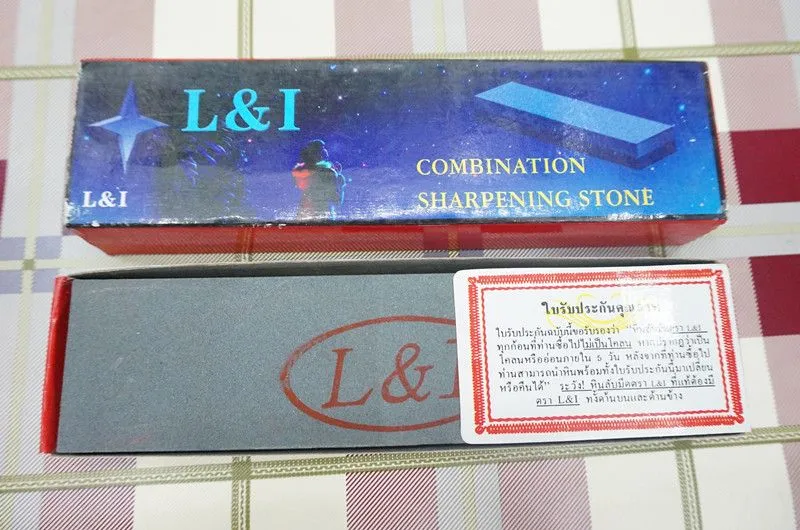 L&I
L&I
COMBINATION
SHARPENING STONE
L&I
ใบรับประกันคุณภาพ
ใบรับประกันฉบับนี้ขอรับรองว่า "หินลับมีดตรา L&I
ทุกก้อนที่ท่านซื้อไปไม่เป็นโคลน หากปรากฏว่าเป็น
โคลนหรืออ่อนภายใน 5 วัน หลังจากที่ท่านซื้อไป
ท่านสามารถนำหินพร้อมทั้งใบรับประกันนี้มาเปลี่ยน
หรือคืนได้" ระวัง! หินลับมีดตรา L&I ที่แท้ต้องมี
ตรา L&I ทั้งด้านบนและด้านข้าง